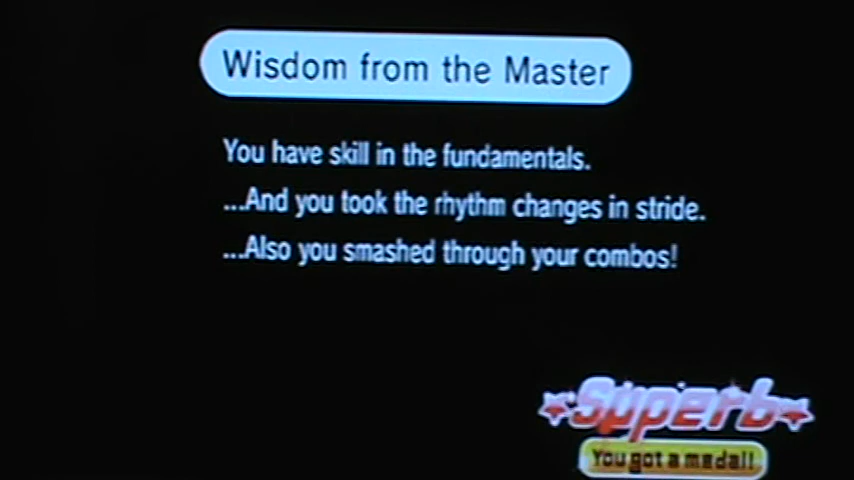 Wisdom from the Master
You have skill in the fundamentals.
...And you took the rhythm changes in stride.
...Also you smashed through your combos!
Superb
You got a medal!